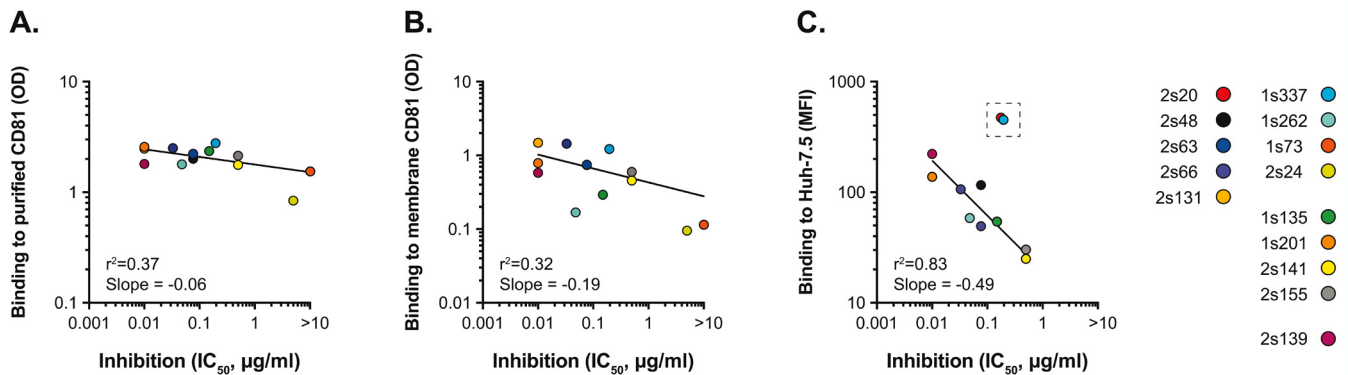 A.
Binding to purified CD81 (OD)
10
1
0.1
r²=0.37
Slope = -0.06
0.001
0.01
0.1
1
>10
Inhibition (IC₅₀, µg/ml)
B.
Binding to membrane CD81 (OD)
10
1
0.1
0.01
r²=0.32
Slope = -0.19
0.001
0.01
0.1
1
>10
Inhibition (IC₅₀, µg/ml)
C.
Binding to Huh-7.5 (MFI)
1000
100
10
r²=0.83
Slope = -0.49
0.001
0.01
0.1
1
>10
Inhibition (IC₅₀, µg/ml)
2s20
2s48
2s63
2s66
2s131
1s337
1s262
1s73
2s24
1s135
1s201
2s141
2s155
2s139